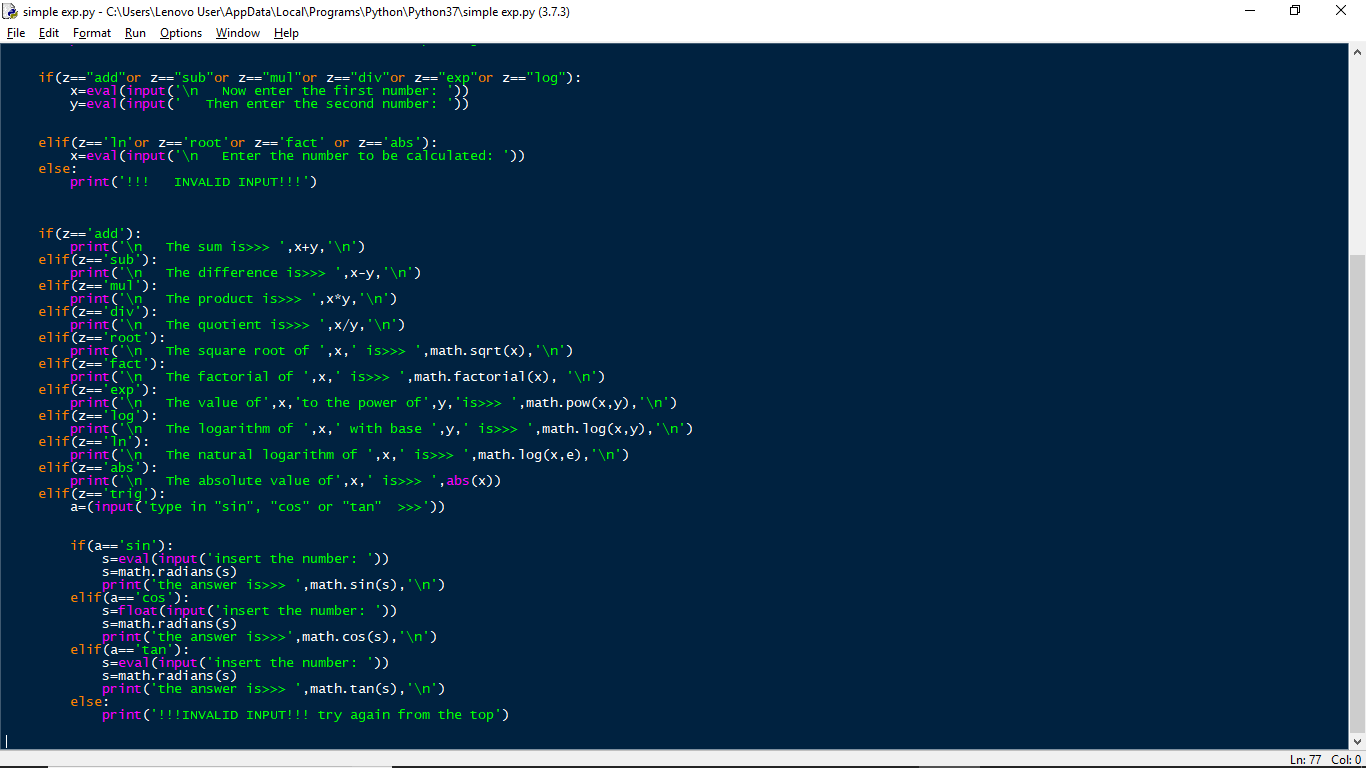 simple exp.py - C:\Users\Lenovo User\AppData\Local\Programs\Python\Python37\simple exp.py (3.7.3)
File Edit Format Run Options Window Help
if(z=="add"or z=="sub"or z=="mul"or z=="div"or z=="exp"or z=="log"):
x=eval(input('\n   Now enter the first number: '))
y=eval(input('   Then enter the second number: '))
elif(z=='ln'or z=='root'or z=='fact' or z=='abs'):
x=eval(input('\n   Enter the number to be calculated: '))
else:
print('!!!   INVALID INPUT!!!')
if(z=='add'):
print('\n   The sum is>>> ',x+y,'\n')
elif(z=='sub'):
print('\n   The difference is>>> ',x-y,'\n')
elif(z=='mul'):
print('\n   The product is>>> ',x*y,'\n')
elif(z=='div'):
print('\n   The quotient is>>> ',x/y,'\n')
elif(z=='root'):
print('\n   The square root of ',x,' is>>> ',math.sqrt(x),'\n')
elif(z=='fact'):
print('\n   The factorial of ',x,' is>>> ',math.factorial(x), '\n')
elif(z=='exp'):
print('\n   The value of',x,'to the power of',y,'is>>> ',math.pow(x,y),'\n')
elif(z=='log'):
print('\n   The logarithm of ',x,' with base ',y,' is>>> ',math.log(x,y),'\n')
elif(z=='ln'):
print('\n   The natural logarithm of ',x,' is>>> ',math.log(x,e),'\n')
elif(z=='abs'):
print('\n   The absolute value of',x,' is>>> ',abs(x))
elif(z=='trig'):
a=(input('type in "sin", "cos" or "tan"  >>>'))
if(a=='sin'):
s=eval(input('insert the number: '))
s=math.radians(s)
print('the answer is>>> ',math.sin(s),'\n')
elif(a=='cos'):
s=float(input('insert the number: '))
s=math.radians(s)
print('the answer is>>>',math.cos(s),'\n')
elif(a=='tan'):
s=eval(input('insert the number: '))
s=math.radians(s)
print('the answer is>>> ',math.tan(s),'\n')
else:
print('!!!INVALID INPUT!!! try again from the top')
Ln: 77 Col: 0